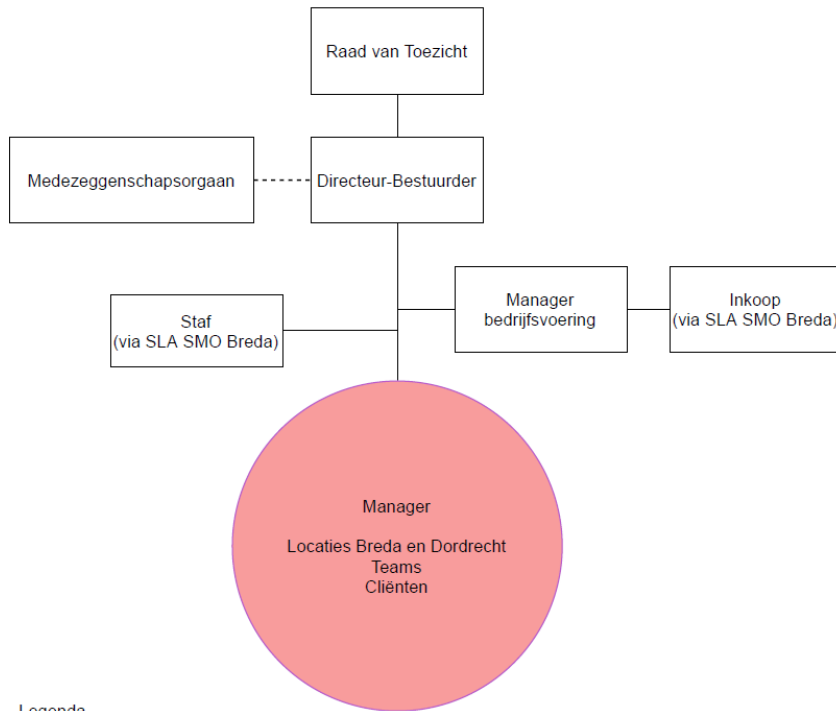 Raad van Toezicht
Medezeggenschapsorgaan
Directeur-Bestuurder
Manager
bedrijfsvoering
Inkoop
(via SLA SMO Breda)
Staf
(via SLA SMO Breda)
Manager
Locaties Breda en Dordrecht
Teams
Cliënten
Legenda